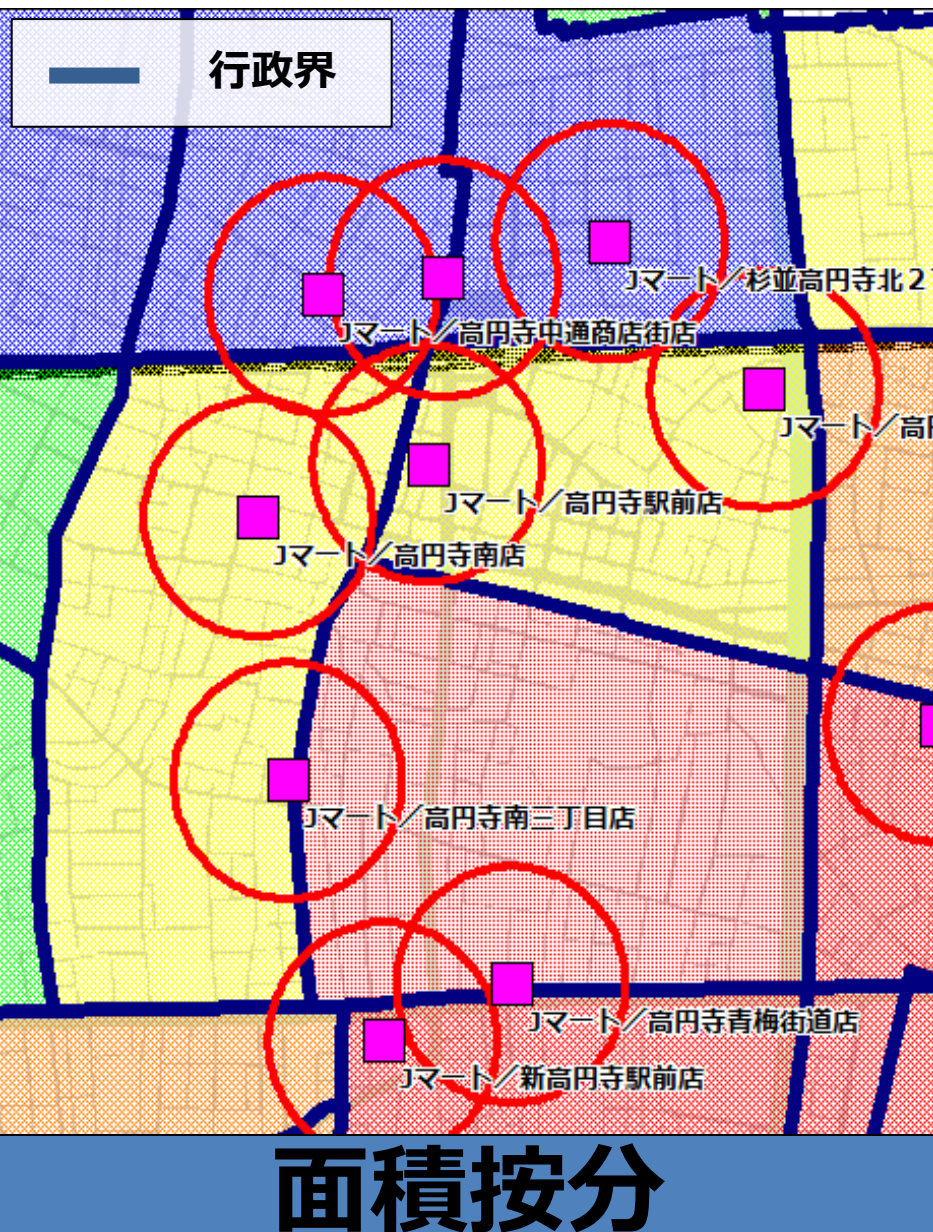 行政界
Jマート／杉並高円寺北２
Jマート／高円寺中通商店街店
Jマート／高
Jマート／高円寺駅前店
Jマート／高円寺南店
Jマート／高円寺南三丁目店
Jマート／高円寺青梅街道店
Jマート／新高円寺駅前店
面積按分